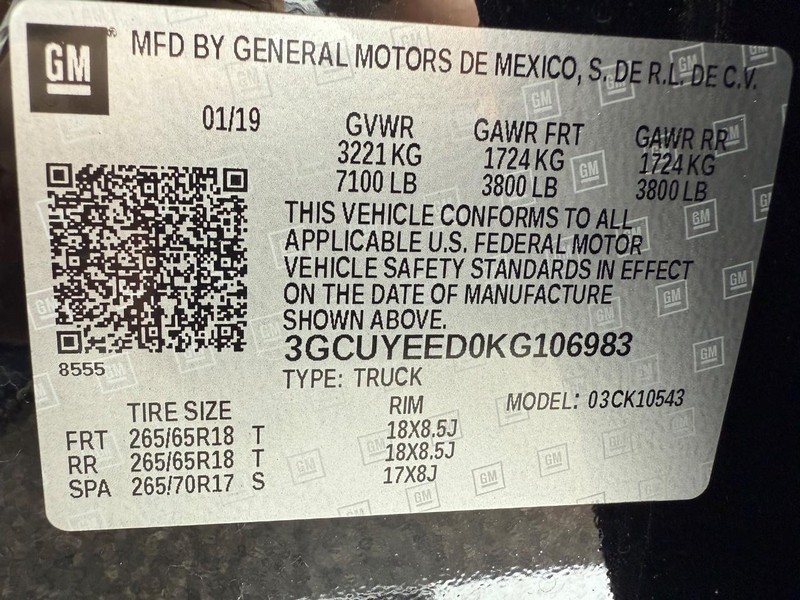 GM
MFD BY GENERAL MOTORS DE MEXICO, S. DE R.L. DE C.V.
01/19
GVWR GAWR FRT GAWR RR
3221 KG 1724 KG 1724 KG
7100 LB 3800 LB 3800 LB
THIS VEHICLE CONFORMS TO ALL
APPLICABLE U.S. FEDERAL MOTOR
VEHICLE SAFETY STANDARDS IN EFFECT
ON THE DATE OF MANUFACTURE
SHOWN ABOVE.
3GCUYEED0KG106983
8555
TYPE: TRUCK
MODEL: 03CK10543
TIRE SIZE RIM
FRT 265/65R18 T 18X8.5J
RR 265/65R18 T 18X8.5J
SPA 265/70R17 S 17X8J